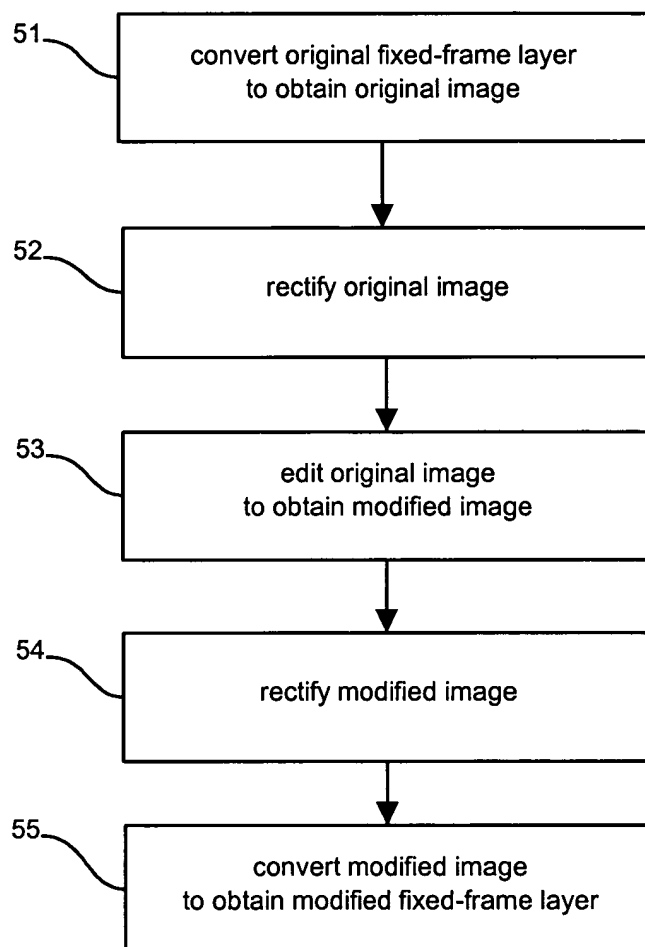 51
convert original fixed-frame layer
to obtain original image
52
rectify original image
53
edit original image
to obtain modified image
54
rectify modified image
55
convert modified image
to obtain modified fixed-frame layer